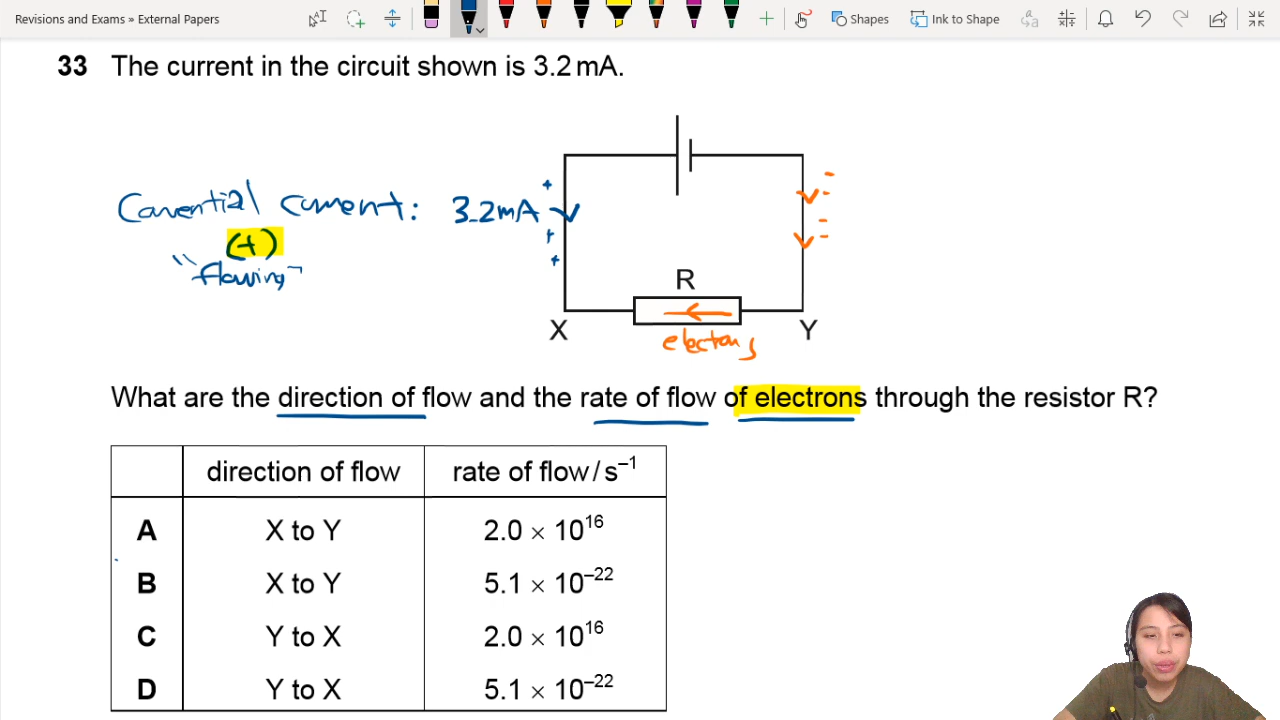 Revisions and Exams » External Papers
Shapes
Ink to Shape
33 The current in the circuit shown is 3.2 mA.
Convential current: 3.2mA
(+)
"flowing"
+
+
+
R
X
Y
electrons
What are the direction of flow and the rate of flow of electrons through the resistor R?
direction of flow rate of flow / s⁻¹
A X to Y 2.0 × 10¹⁶
B X to Y 5.1 × 10⁻²²
C Y to X 2.0 × 10¹⁶
D Y to X 5.1 × 10⁻²²